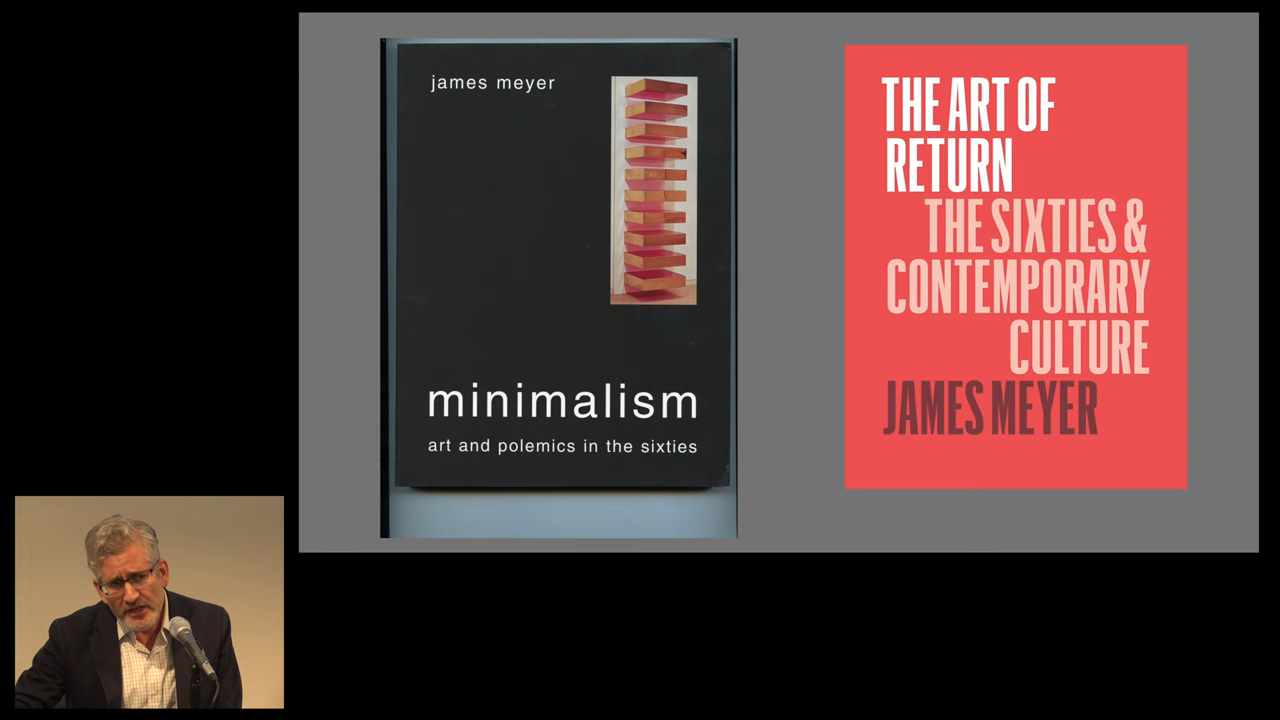 james meyer
minimalism
art and polemics in the sixties
THE ART OF
RETURN
THE SIXTIES &
CONTEMPORARY
CULTURE
JAMES MEYER